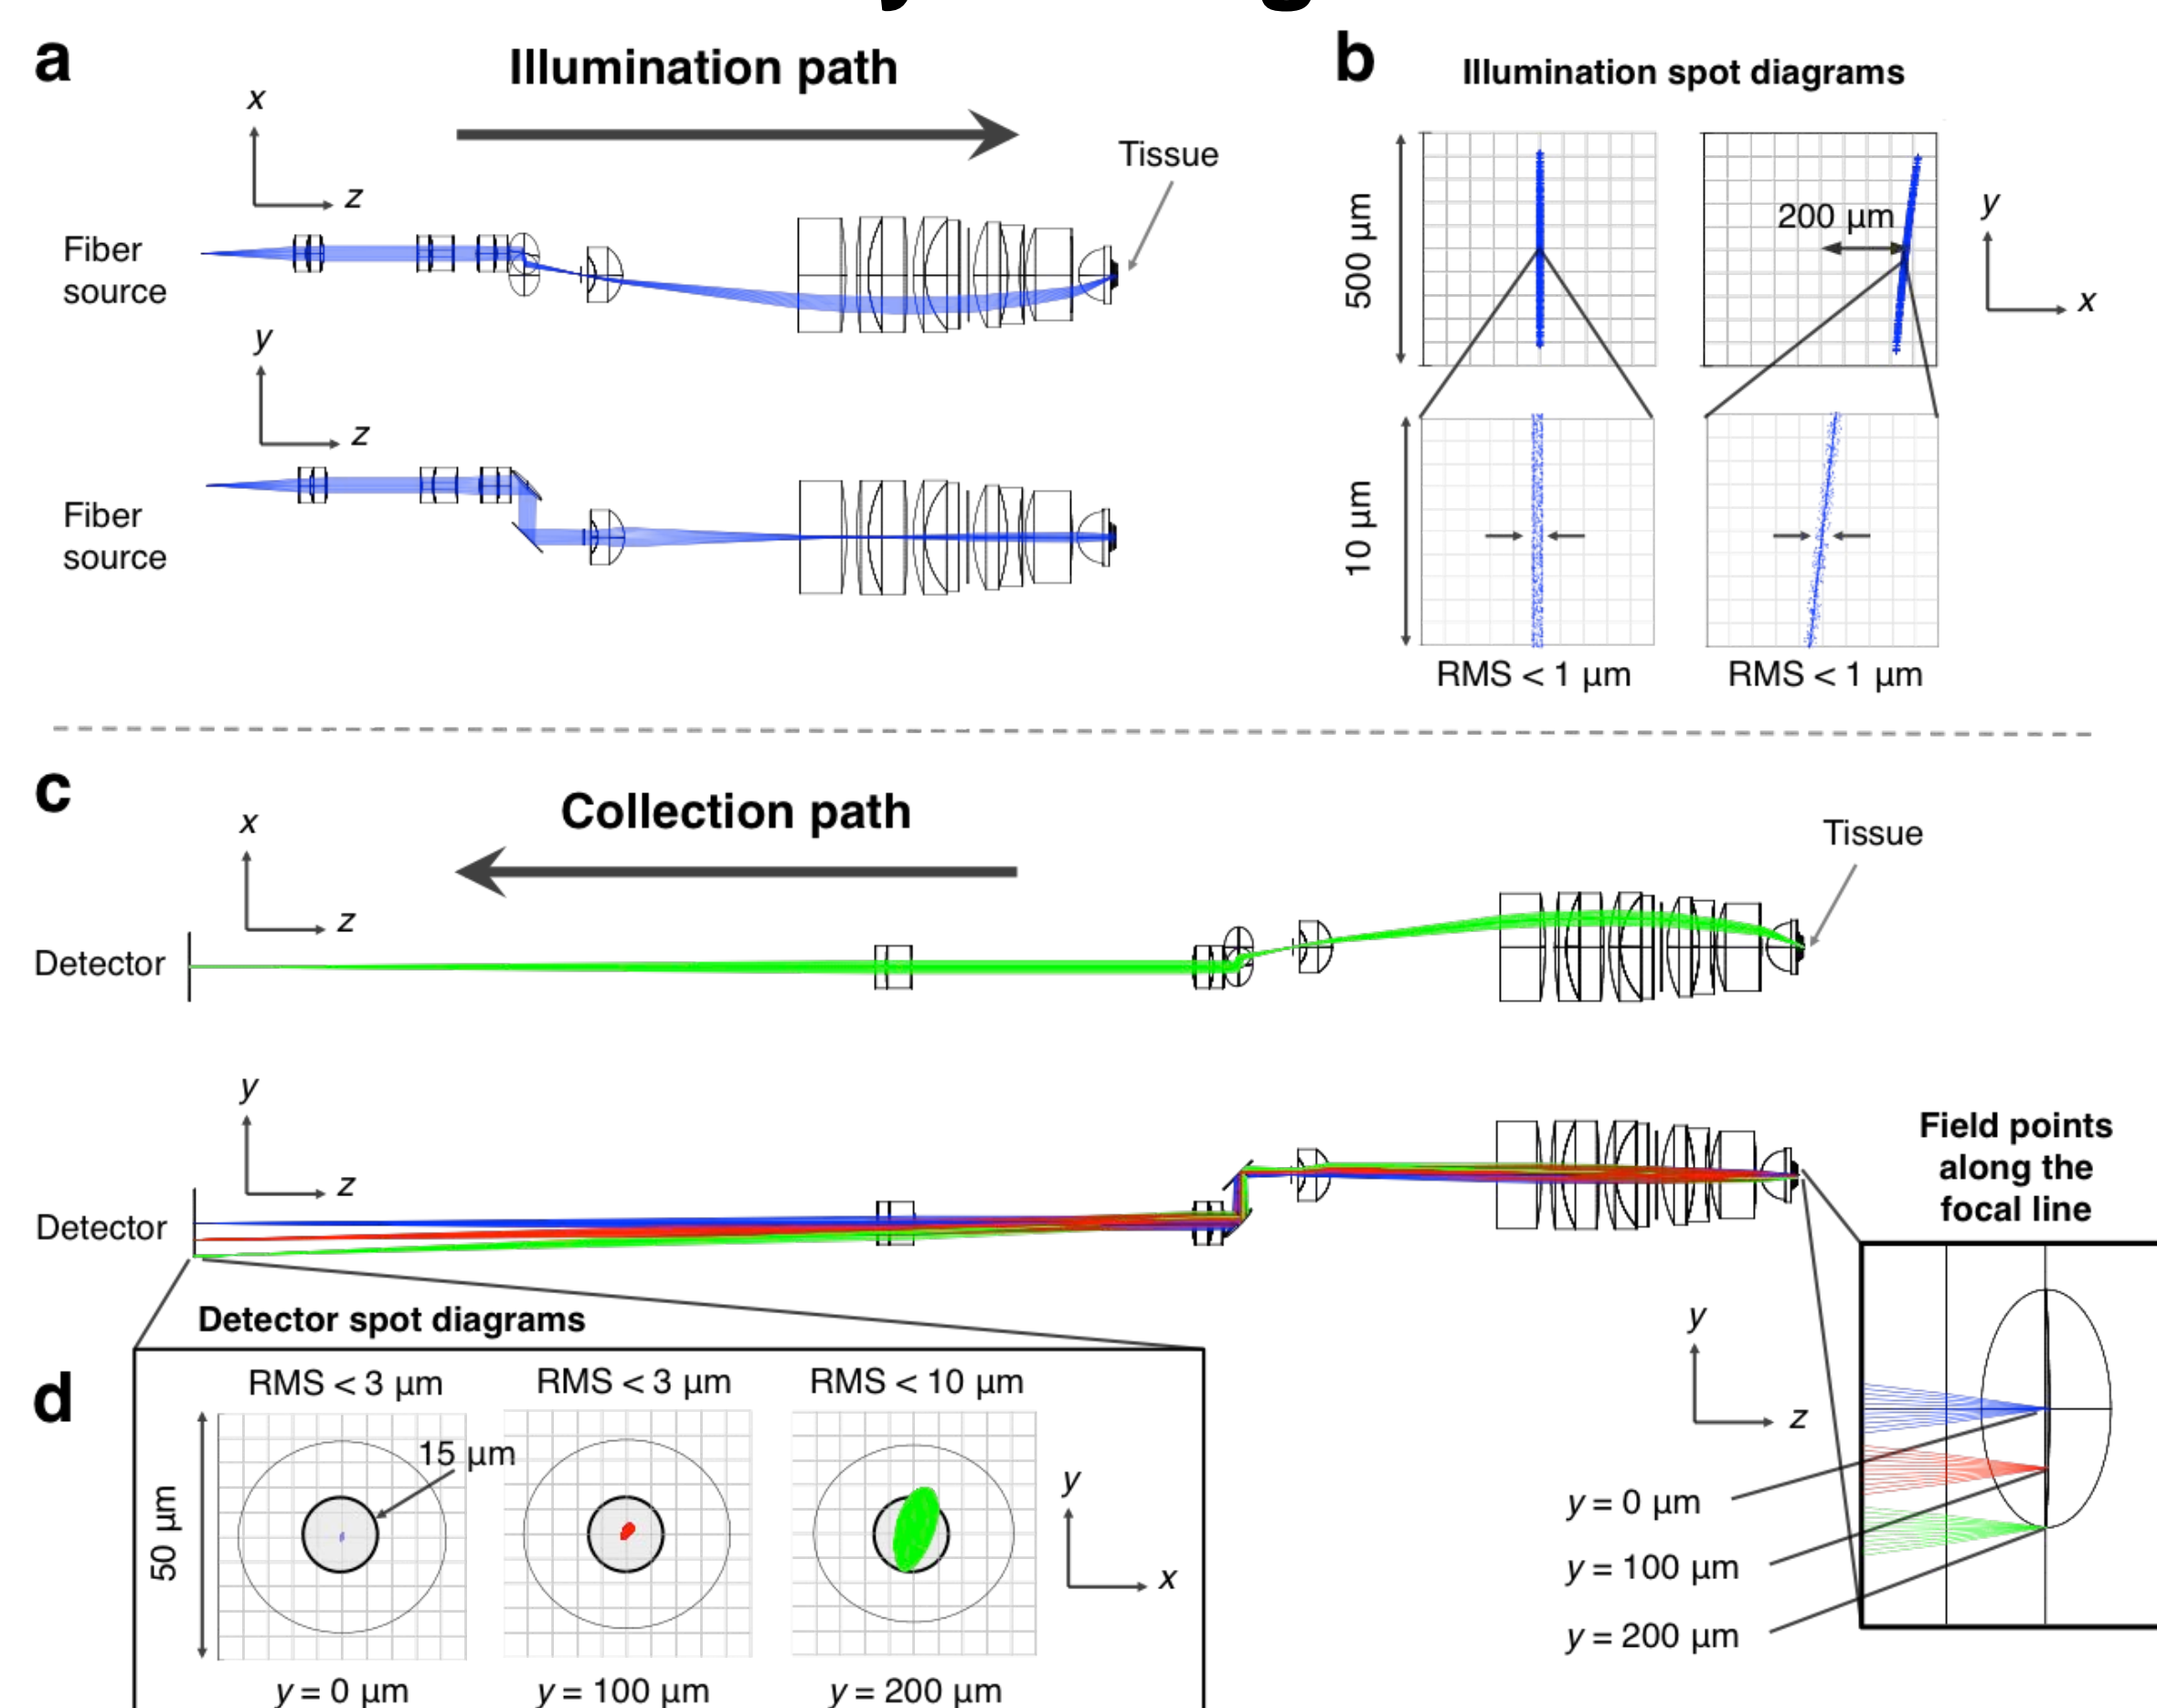 a
Illumination path
x
z
Tissue
Fiber
source
y
z
Fiber
source
b
Illumination spot diagrams
500 µm
200 µm
y
x
10 µm
RMS < 1 µm
RMS < 1 µm
c
Collection path
x
z
Tissue
Detector
y
z
Detector
Field points
along the
focal line
y
z
y = 0 µm
y = 100 µm
y = 200 µm
Detector spot diagrams
d
RMS < 3 µm
RMS < 3 µm
RMS < 10 µm
15 µm
50 µm
y
x
y = 0 µm
y = 100 µm
y = 200 µm